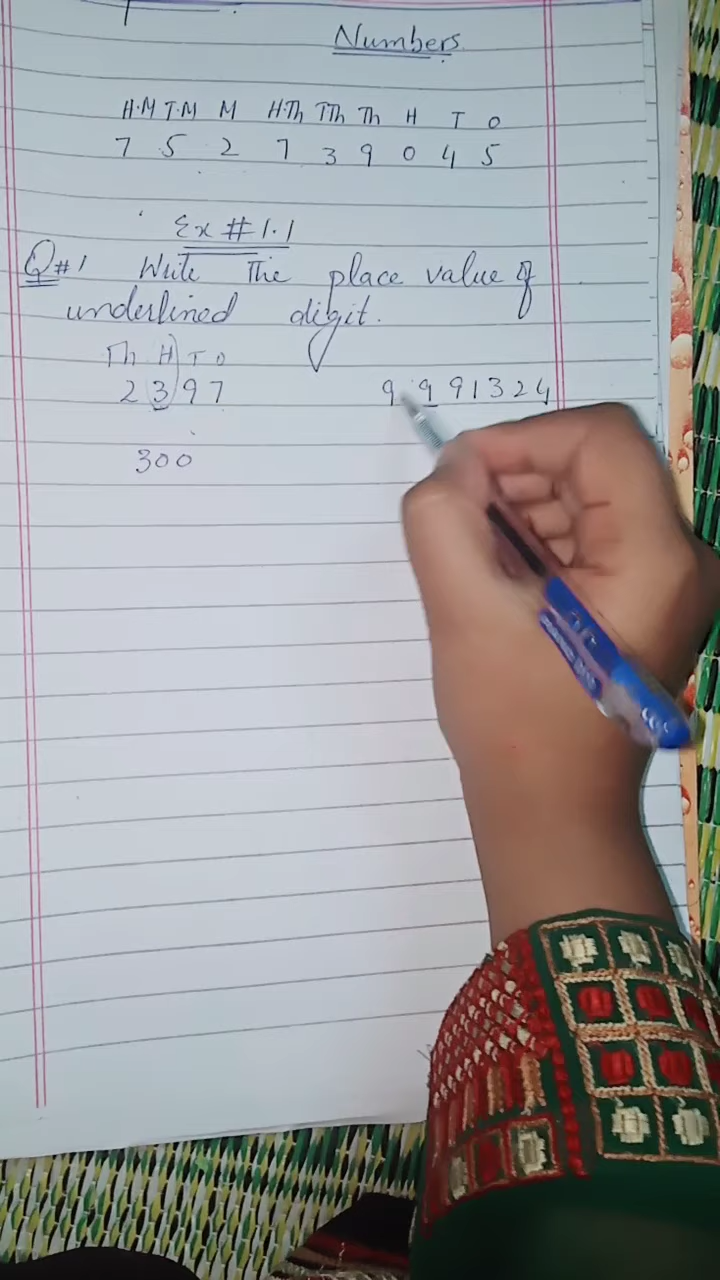 Numbers
H.M T.M M H.Th TTh Th H T O
7 5 2 7 3 9 0 4 5
Ex # 1.1
Q#1 Write The place value of
underlined digit.
Th H T O
2 3 9 7 9 9 9 1 3 2 4
300